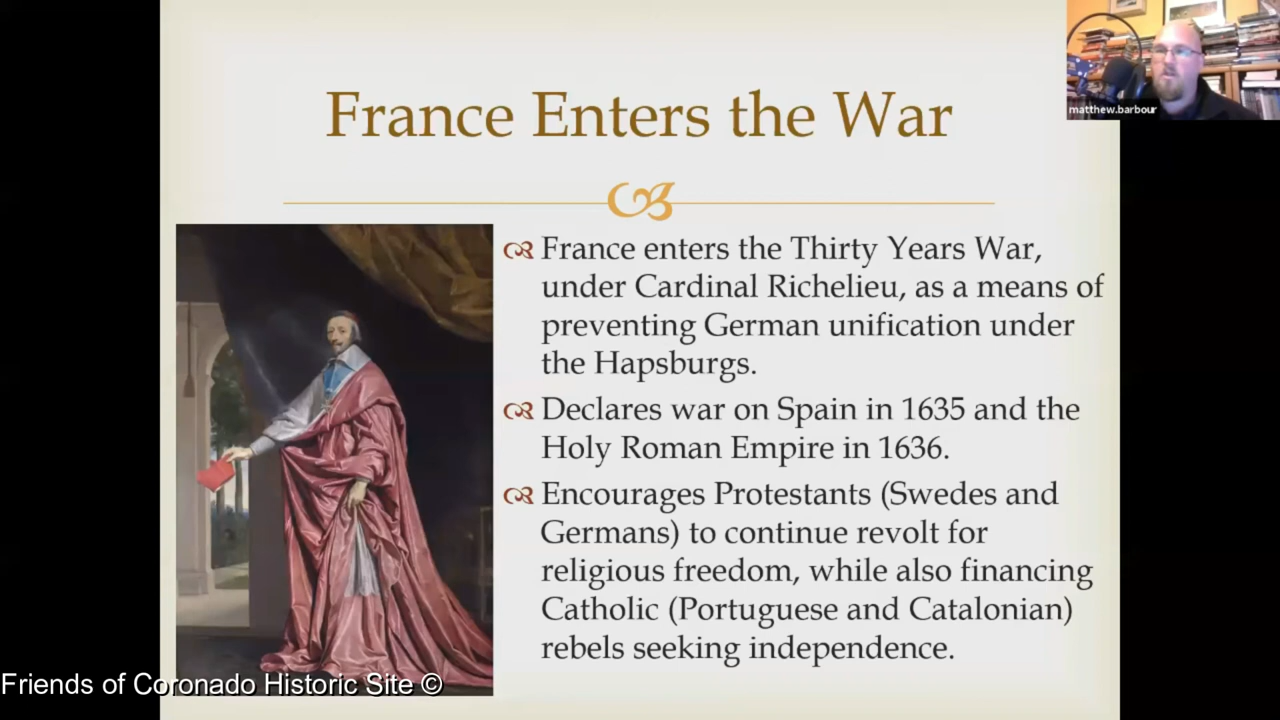 matthew.barbour
France Enters the War
France enters the Thirty Years War,
under Cardinal Richelieu, as a means of
preventing German unification under
the Hapsburgs.
Declares war on Spain in 1635 and the
Holy Roman Empire in 1636.
Encourages Protestants (Swedes and
Germans) to continue revolt for
religious freedom, while also financing
Catholic (Portuguese and Catalonian)
rebels seeking independence.
Friends of Coronado Historic Site ©